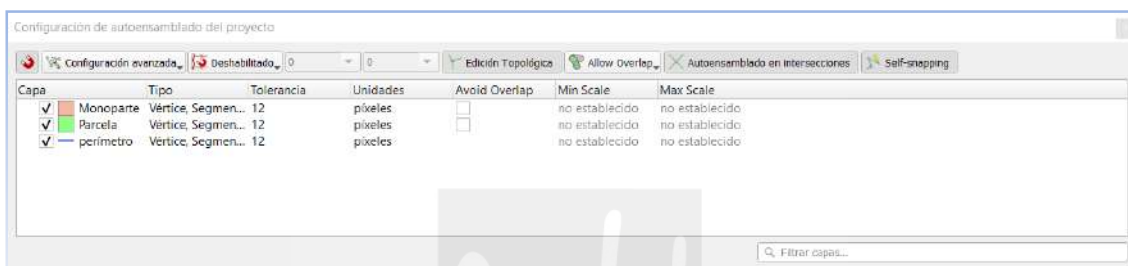 Configuración de autoensamblado del proyecto
Configuración avanzada Deshabilitado 0 0 Edición Topológica Allow Overlap Autoensamblado en intersecciones Self-snapping
Capa Tipo Tolerancia Unidades Avoid Overlap Min Scale Max Scale
Monoparte Vértice, Segmen... 12 píxeles no establecido no establecido
Parcela Vértice, Segmen... 12 píxeles no establecido no establecido
perímetro Vértice, Segmen... 12 píxeles no establecido no establecido
Filtrar capas...